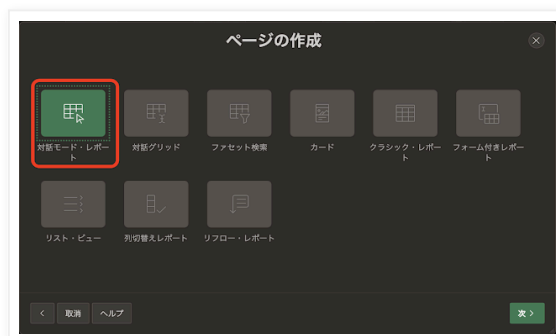 ページの作成
対話モード・レポー
ト
対話グリッド
ファセット検索
カード
クラシック・レポー
ト
フォーム付きレポー
ト
リスト・ビュー
列切替えレポート
リフロー・レポート
取消
ヘルプ
次